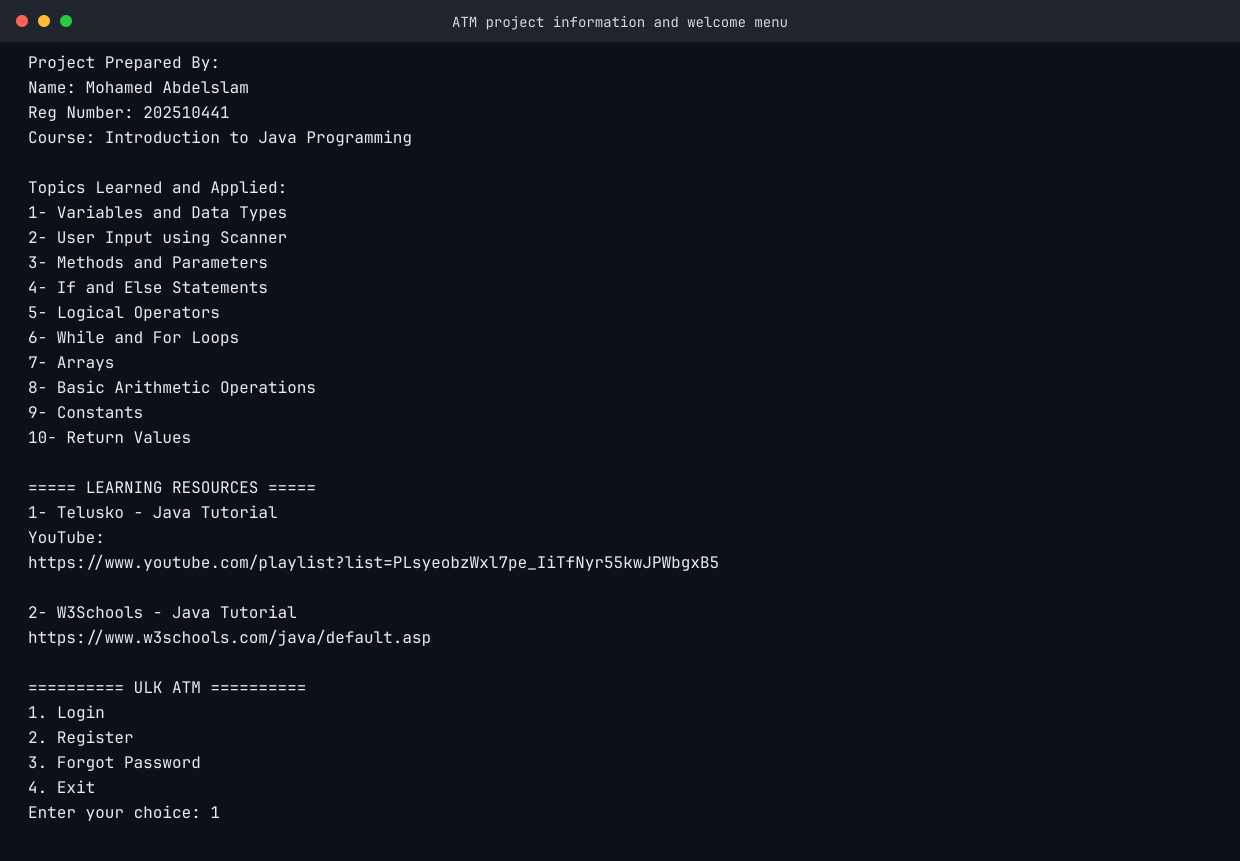 ATM project information and welcome menu
Project Prepared By:
Name: Mohamed Abdelslam
Reg Number: 202510441
Course: Introduction to Java Programming
Topics Learned and Applied:
1- Variables and Data Types
2- User Input using Scanner
3- Methods and Parameters
4- If and Else Statements
5- Logical Operators
6- While and For Loops
7- Arrays
8- Basic Arithmetic Operations
9- Constants
10- Return Values
===== LEARNING RESOURCES =====
1- Telusko - Java Tutorial
YouTube:
https://www.youtube.com/playlist?list=PLsyeobzWxl7pe_IiTfNyr55kwJPWbgxB5
2- W3Schools - Java Tutorial
https://www.w3schools.com/java/default.asp
========== ULK ATM ==========
1. Login
2. Register
3. Forgot Password
4. Exit
Enter your choice: 1